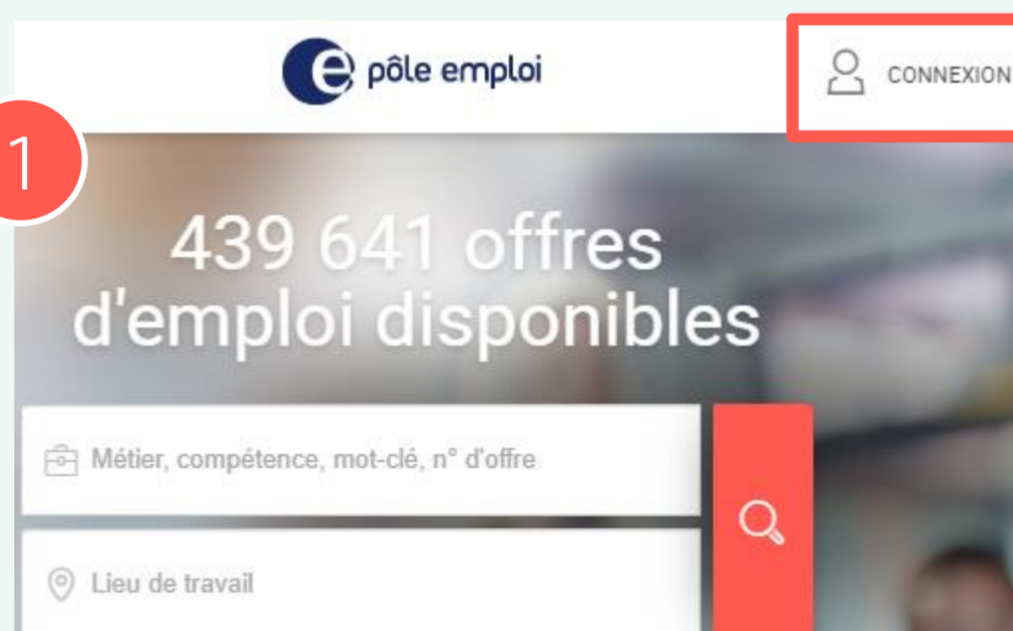 pôle emploi
CONNEXION
1
439 641 offres
d'emploi disponibles
Métier, compétence, mot-clé, n° d'offre
Lieu de travail